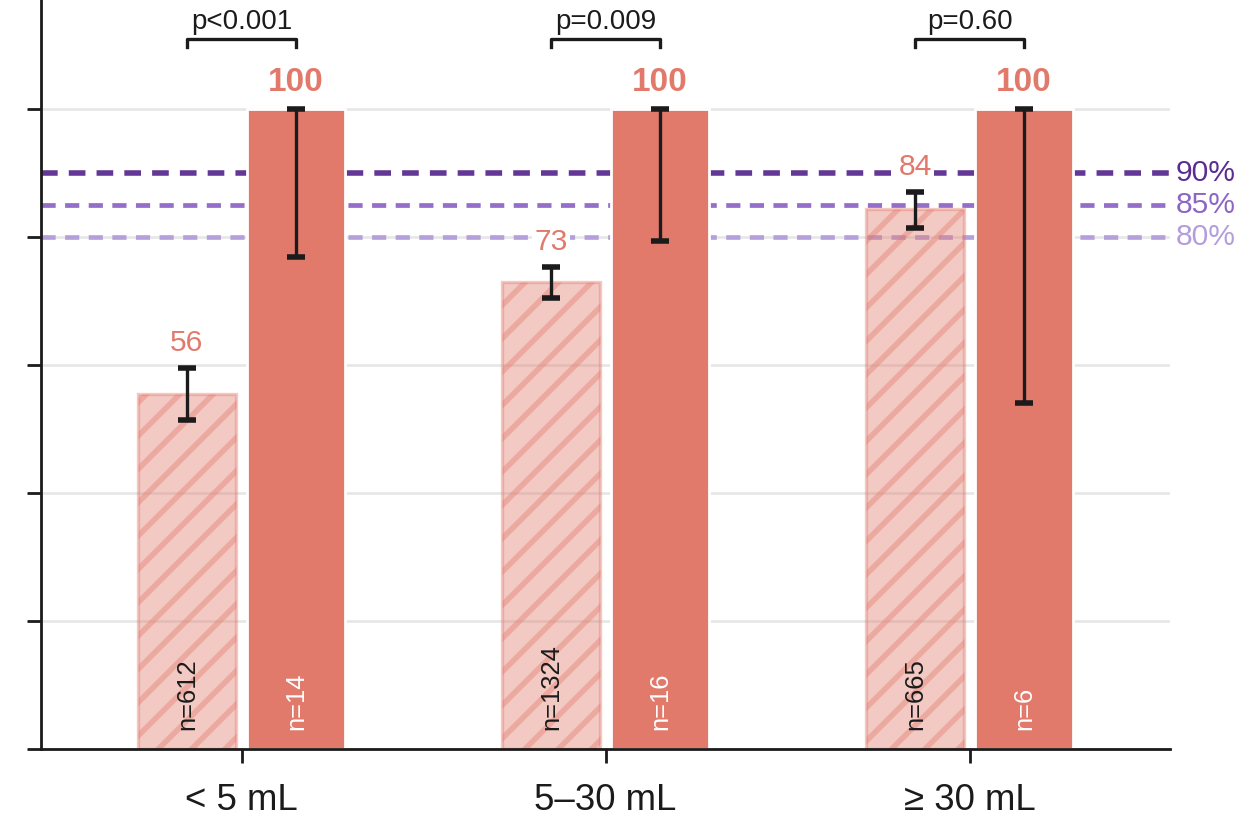 p<0.001
p=0.009
p=0.60
100
100
100
84
90%
85%
73
80%
56
n=612
n=14
n=1324
n=16
n=665
n=6
< 5 mL
5–30 mL
≥ 30 mL